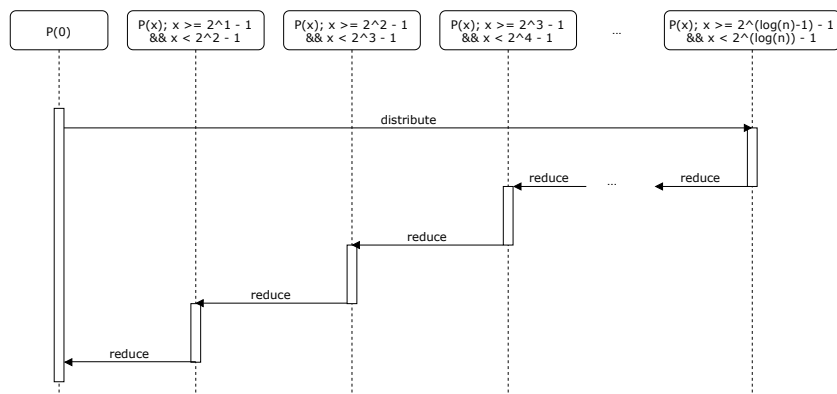 P(0)
P(x); x >= 2^1 - 1
&& x < 2^2 - 1
P(x); x >= 2^2 - 1
&& x < 2^3 - 1
P(x); x >= 2^3 - 1
&& x < 2^4 - 1
...
P(x); x >= 2^(log(n)-1) - 1
&& x < 2^(log(n)) - 1
distribute
reduce
...
reduce
reduce
reduce
reduce